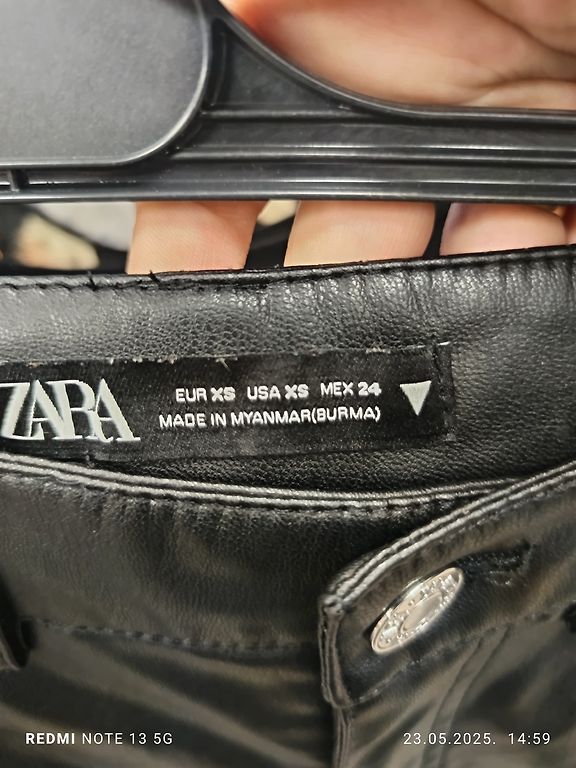 ZARA
EUR XS USA XS MEX 24
MADE IN MYANMAR(BURMA)
REDMI NOTE 13 5G
23.05.2025. 14:59